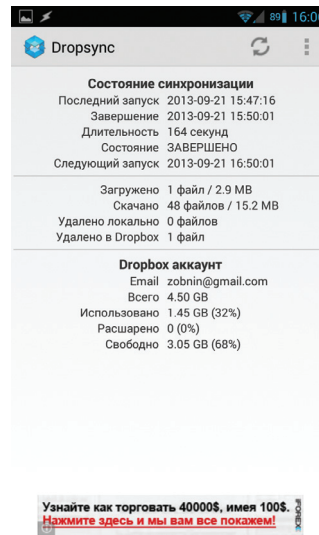 89 16:0
Dropsync
Состояние синхронизации
Последний запуск 2013-09-21 15:47:16
Завершение 2013-09-21 15:50:01
Длительность 164 секунд
Состояние ЗАВЕРШЕНО
Следующий запуск 2013-09-21 16:50:01
Загружено 1 файл / 2.9 MB
Скачано 48 файлов / 15.2 MB
Удалено локально 0 файлов
Удалено в Dropbox 1 файл
Dropbox аккаунт
Email zobnin@gmail.com
Всего 4.50 GB
Использовано 1.45 GB (32%)
Расшарено 0 (0%)
Свободно 3.05 GB (68%)
Узнайте как торговать 40000$, имея 100$.
Нажмите здесь и мы вам все покажем!
IFOREX